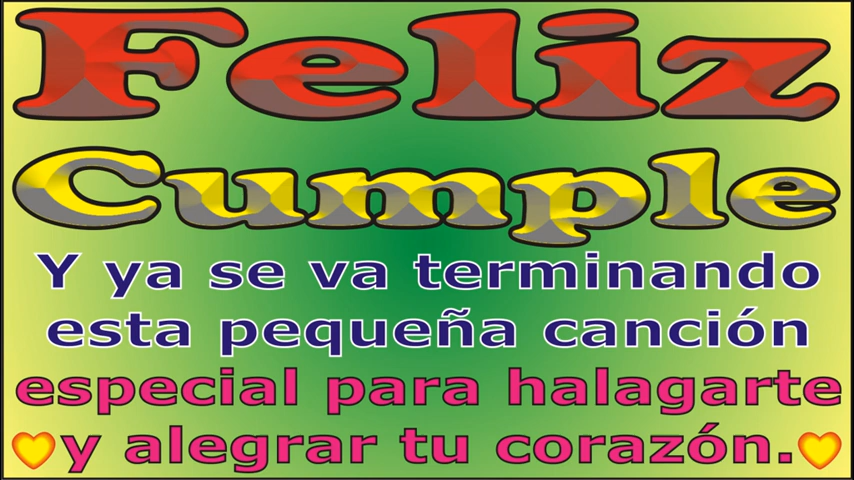 Feliz
Cumple
Y ya se va terminando
esta pequeña canción
especial para halagarte
y alegrar tu corazón.